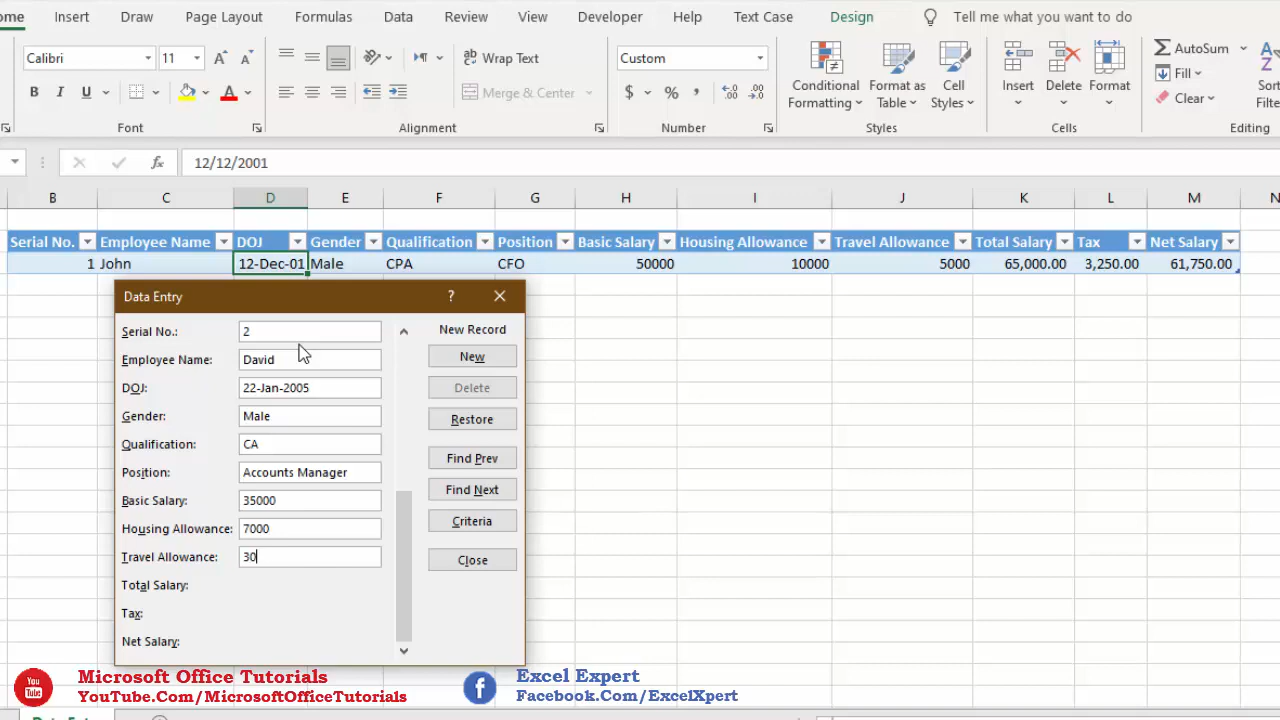 ome Insert Draw Page Layout Formulas Data Review View Developer Help Text Case Design Tell me what you want to do
Calibri 11 Wrap Text Custom Conditional Formatting Format as Table Cell Styles Insert Delete Format AutoSum Fill Clear Sort Filte
B I U A Merge & Center $ % ,
Font Alignment Number Styles Cells Editing
fx 12/12/2001
B C D E F G H I J K L M N
Serial No. Employee Name DOJ Gender Qualification Position Basic Salary Housing Allowance Travel Allowance Total Salary Tax Net Salary
1 John 12-Dec-01 Male CPA CFO 50000 10000 5000 65,000.00 3,250.00 61,750.00
Data Entry ?
Serial No.: 2 New Record
Employee Name: David New
DOJ: 22-Jan-2005 Delete
Gender: Male Restore
Qualification: CA Find Prev
Position: Accounts Manager Find Next
Basic Salary: 35000 Criteria
Housing Allowance: 7000
Travel Allowance: 30 Close
Total Salary:
Tax:
Net Salary:
You Tube Microsoft Office Tutorials f Excel Expert
YouTube.Com/MicrosoftOfficeTutorials Facebook.Com/ExcelXpert